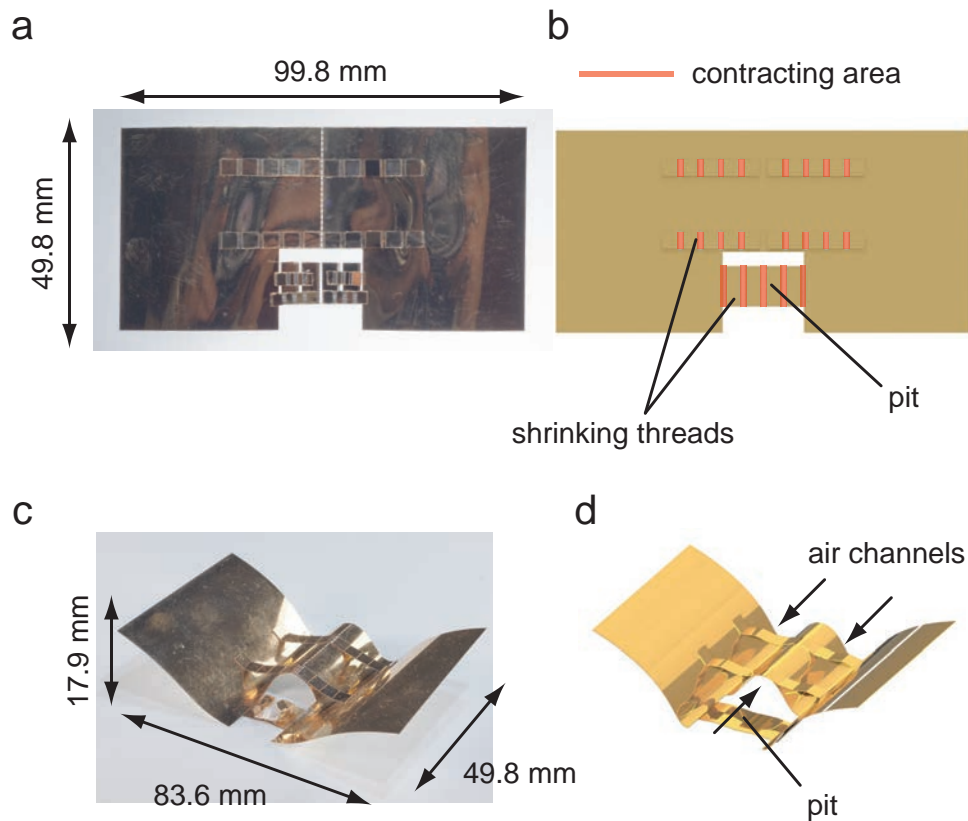 a
99.8 mm
49.8 mm
b
contracting area
shrinking threads
pit
c
17.9 mm
83.6 mm
49.8 mm
d
air channels
pit